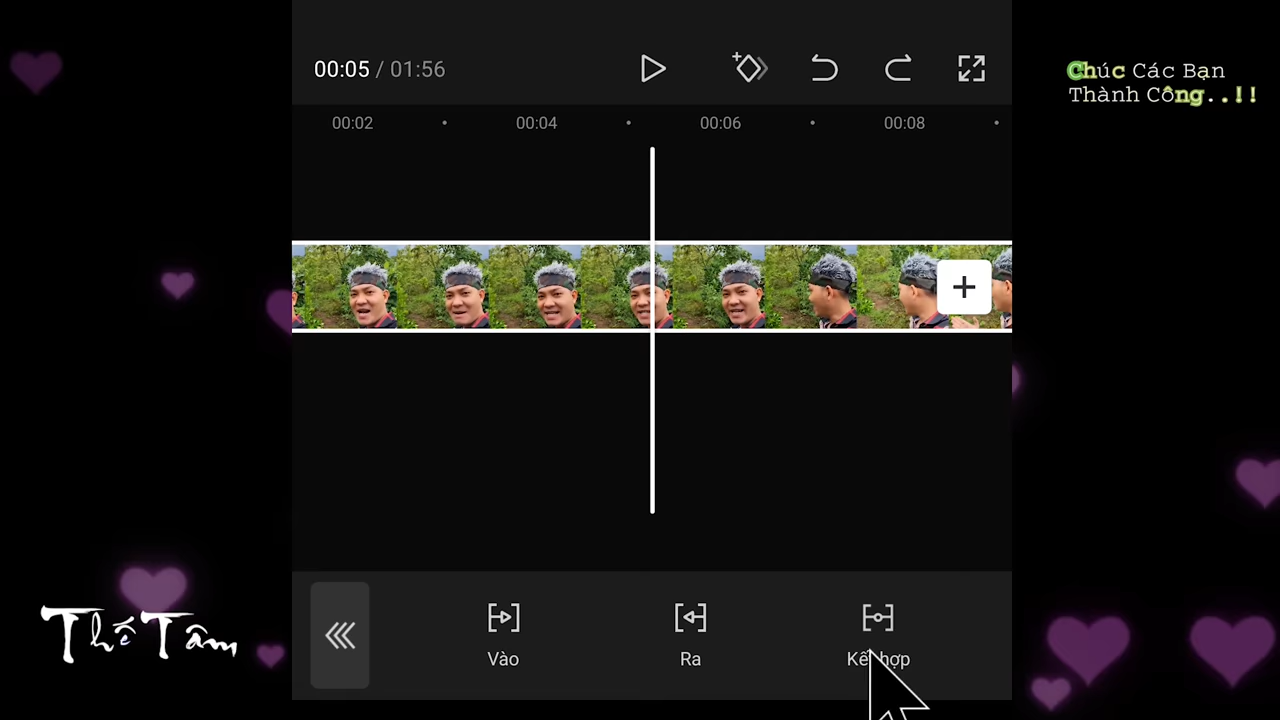 00:05 / 01:56
Chúc Các Bạn
Thành Công..!!
00:02
00:04
00:06
00:08
Thế Tâm
Vào
Ra
Kết hợp